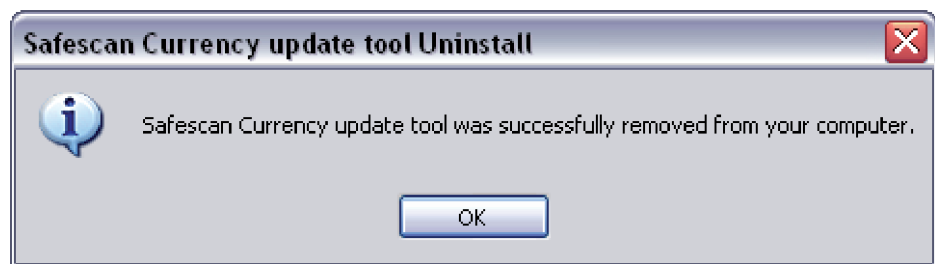 Safescan Currency update tool Uninstall
Safescan Currency update tool was successfully removed from your computer.
OK